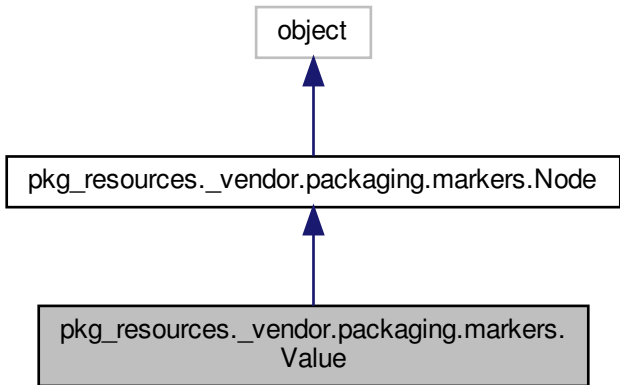 object
pkg_resources._vendor.packaging.markers.Node
pkg_resources._vendor.packaging.markers.
Value